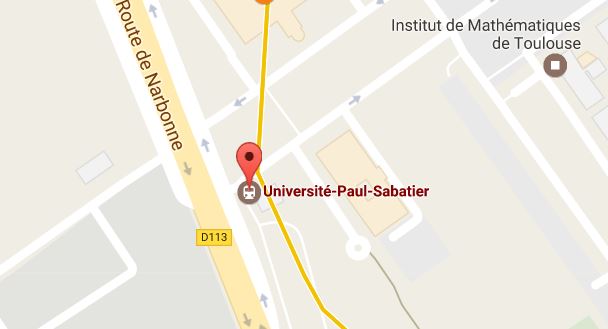 Route de Narbonne
Institut de Mathématiques
de Toulouse
Université-Paul-Sabatier
D113